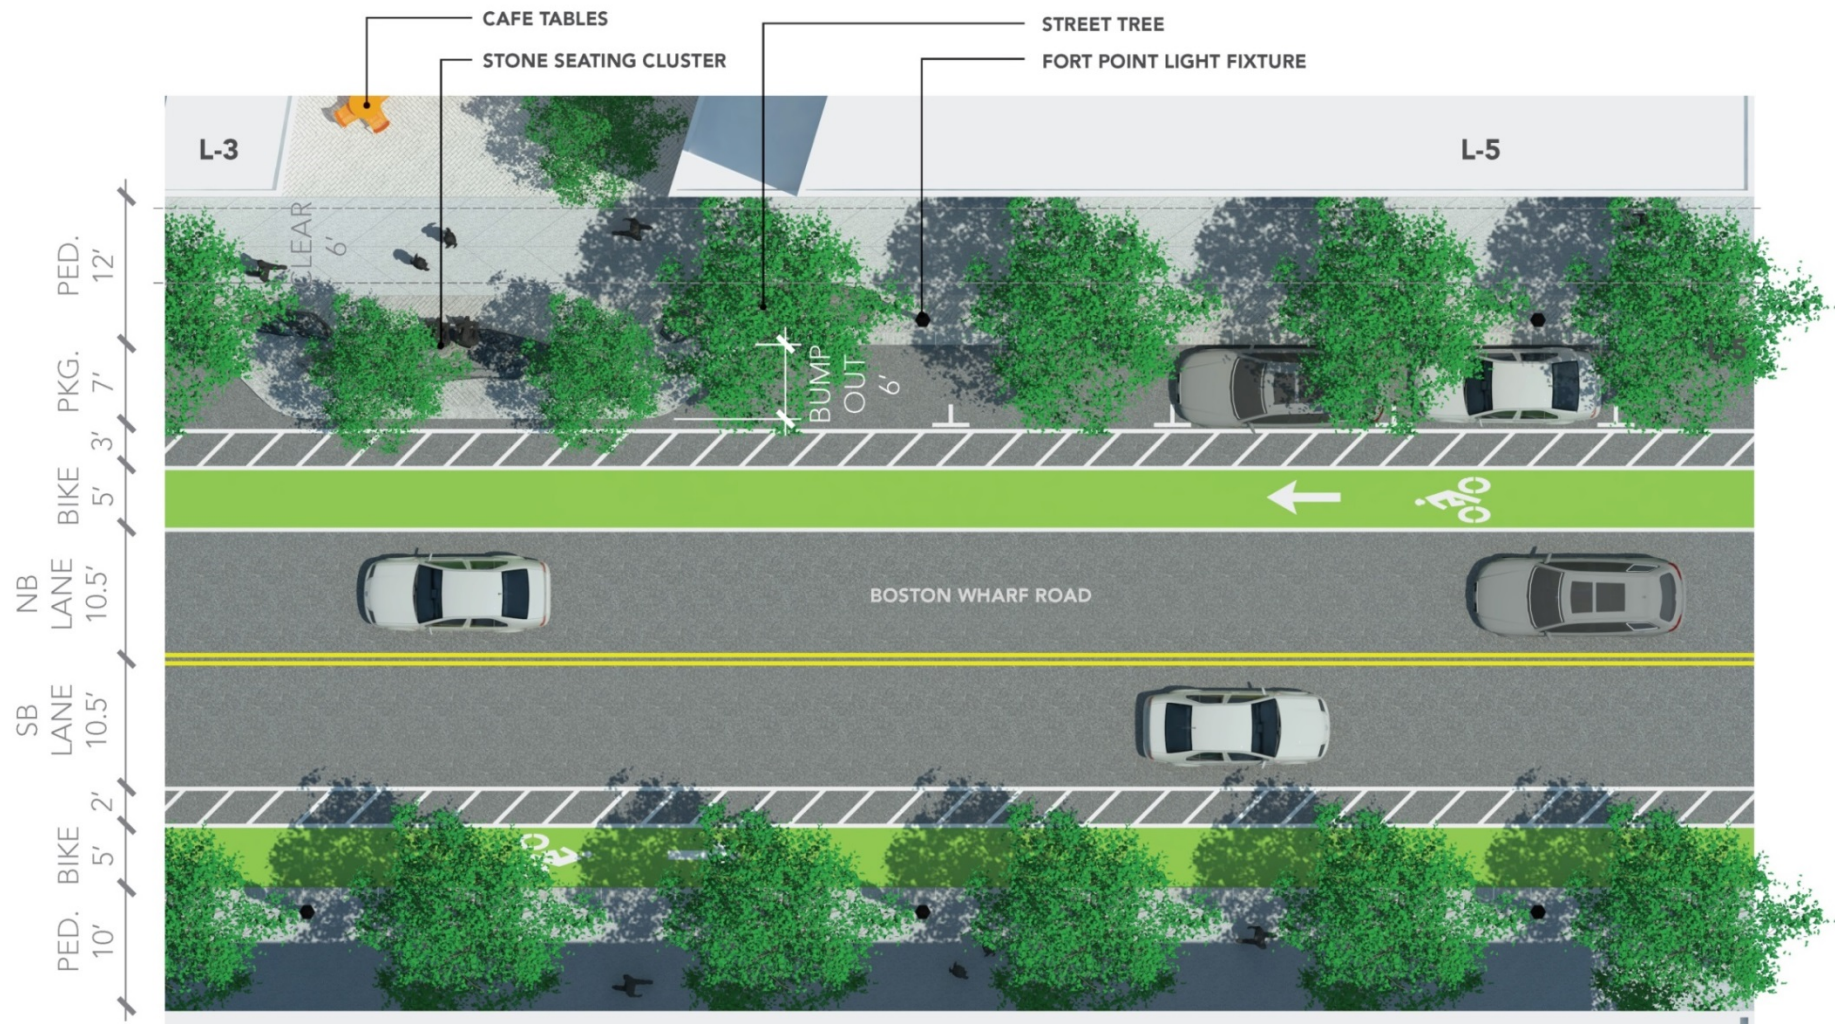 CAFE TABLES
STONE SEATING CLUSTER
STREET TREE
FORT POINT LIGHT FIXTURE
L-3
L-5
PED.
12'
CLEAR
6'
PKG.
7'
BUMP
OUT
6'
3'
BIKE
5'
NB
LANE
10.5'
BOSTON WHARF ROAD
SB
LANE
10.5'
2'
BIKE
5'
PED.
10'